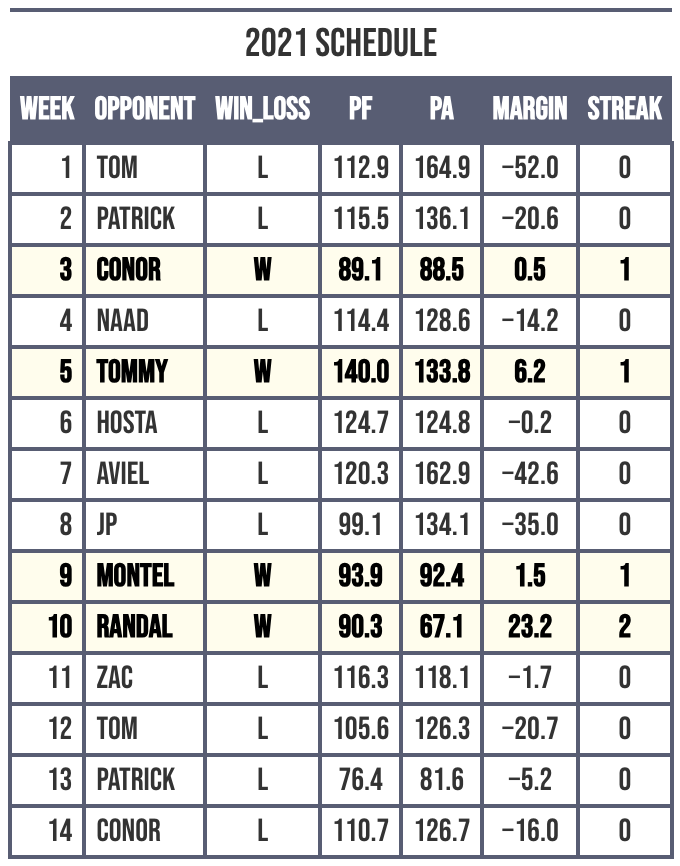 2021 SCHEDULE
WEEK OPPONENT WIN_LOSS PF PA MARGIN STREAK
1 TOM L 112.9 164.9 −52.0 0
2 PATRICK L 115.5 136.1 −20.6 0
3 CONOR W 89.1 88.5 0.5 1
4 NAAD L 114.4 128.6 −14.2 0
5 TOMMY W 140.0 133.8 6.2 1
6 HOSTA L 124.7 124.8 −0.2 0
7 AVIEL L 120.3 162.9 −42.6 0
8 JP L 99.1 134.1 −35.0 0
9 MONTEL W 93.9 92.4 1.5 1
10 RANDAL W 90.3 67.1 23.2 2
11 ZAC L 116.3 118.1 −1.7 0
12 TOM L 105.6 126.3 −20.7 0
13 PATRICK L 76.4 81.6 −5.2 0
14 CONOR L 110.7 126.7 −16.0 0